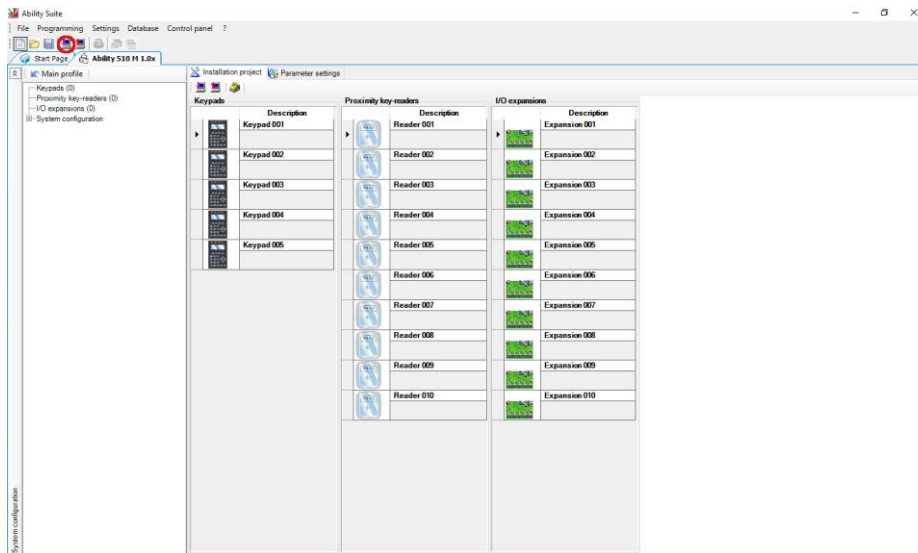 Ability Suite
File Programming Settings Database Control panel ?
Start Page Ability 510 M 1.0x
Main profile
Installation project Parameter settings
Keypads (0)
Proximity key-readers (0)
I/O expansions (0)
System configuration
Keypads Proximity key-readers I/O expansions
Description Description Description
Keypad 001 Reader 001 Expansion 001
Keypad 002 Reader 002 Expansion 002
Keypad 003 Reader 003 Expansion 003
Keypad 004 Reader 004 Expansion 004
Keypad 005 Reader 005 Expansion 005
Reader 006 Expansion 006
Reader 007 Expansion 007
Reader 008 Expansion 008
Reader 009 Expansion 009
Reader 010 Expansion 010
System configuration